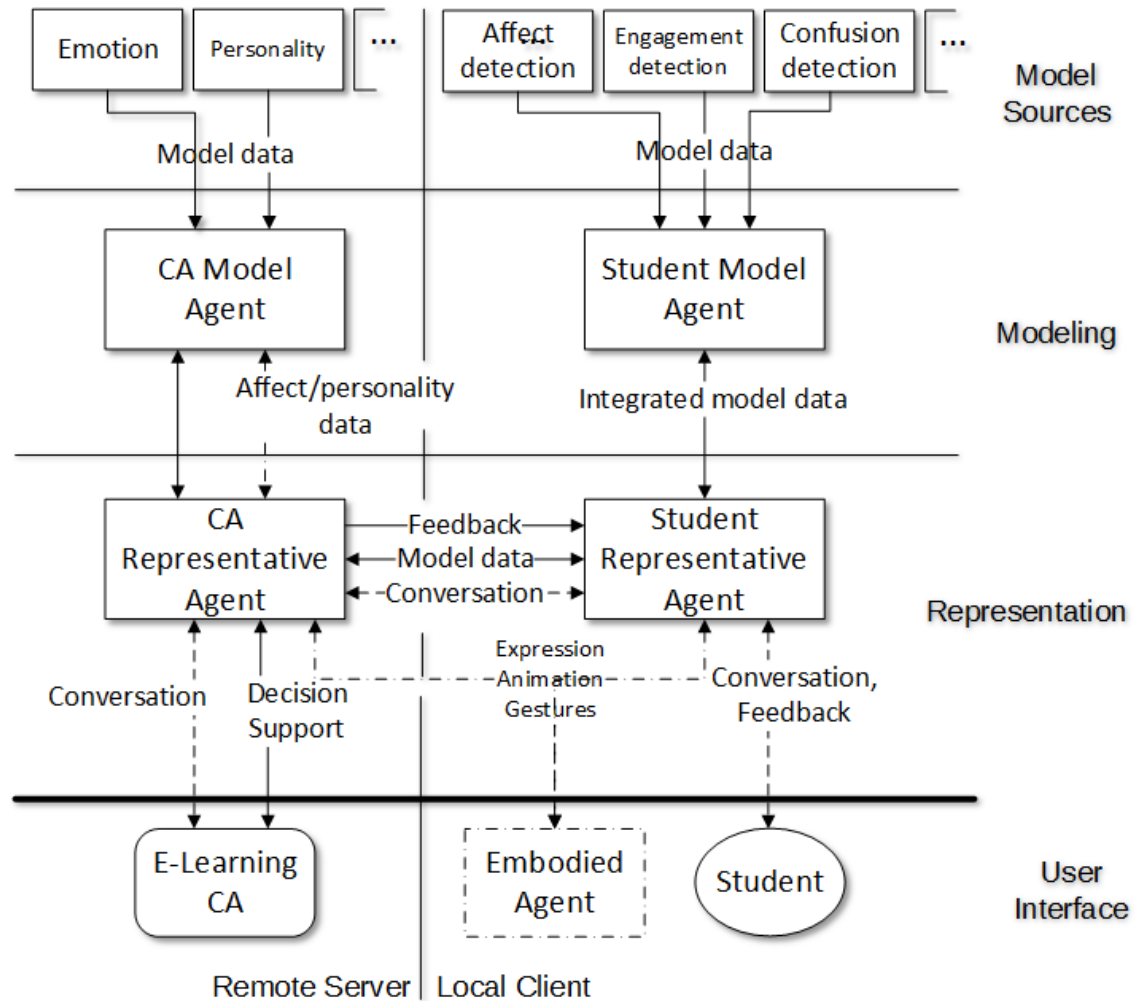 Emotion
Personality
...
Affect
...
detection
Engagement
detection
Confusion
detection
...
Model
Sources
Model data
Model data
CA Model
Agent
Student Model
Agent
Modeling
Affect/personality
data
Integrated model data
CA
Representative
Agent
Feedback
Model data
Conversation
Student
Representative
Agent
Representation
Conversation
Decision
Support
Expression
Animation
Gestures
Conversation,
Feedback
E-Learning
CA
Embodied
Agent
Student
User
Interface
Remote Server
Local Client